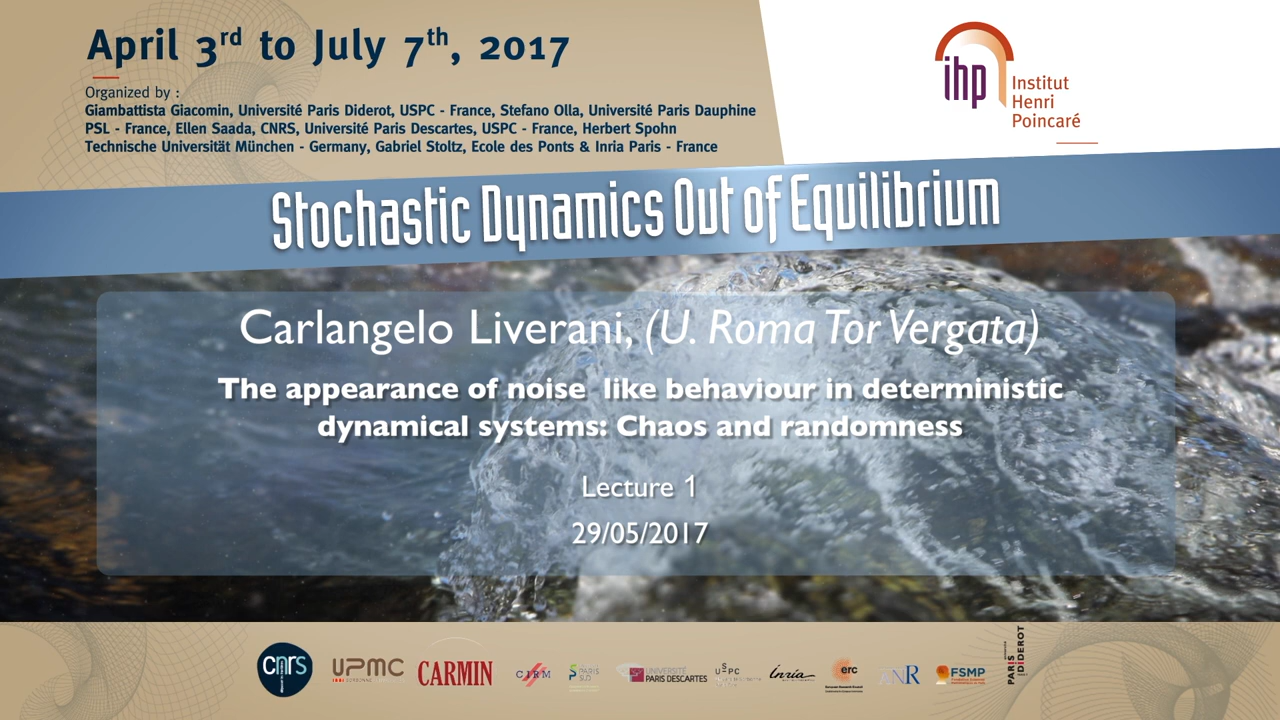 April 3rd to July 7th, 2017
Organized by :
Giambattista Giacomin, Université Paris Diderot, USPC - France, Stefano Olla, Université Paris Dauphine
PSL - France, Ellen Saada, CNRS, Université Paris Descartes, USPC - France, Herbert Spohn
Technische Universität München - Germany, Gabriel Stoltz, Ecole des Ponts & Inria Paris - France
ihp
Institut
Henri
Poincaré
Stochastic Dynamics Out of Equilibrium
Carlangelo Liverani, (U. Roma Tor Vergata)
The appearance of noise like behaviour in deterministic
dynamical systems: Chaos and randomness
Lecture 1
29/05/2017
cnrs
UPMC
CARMIN
CIRM
PARIS
SUD
UNIVERSITÉ
PARIS DESCARTES
USPC
Inria
erc
ANR
FSMP
PARIS
DIDEROT